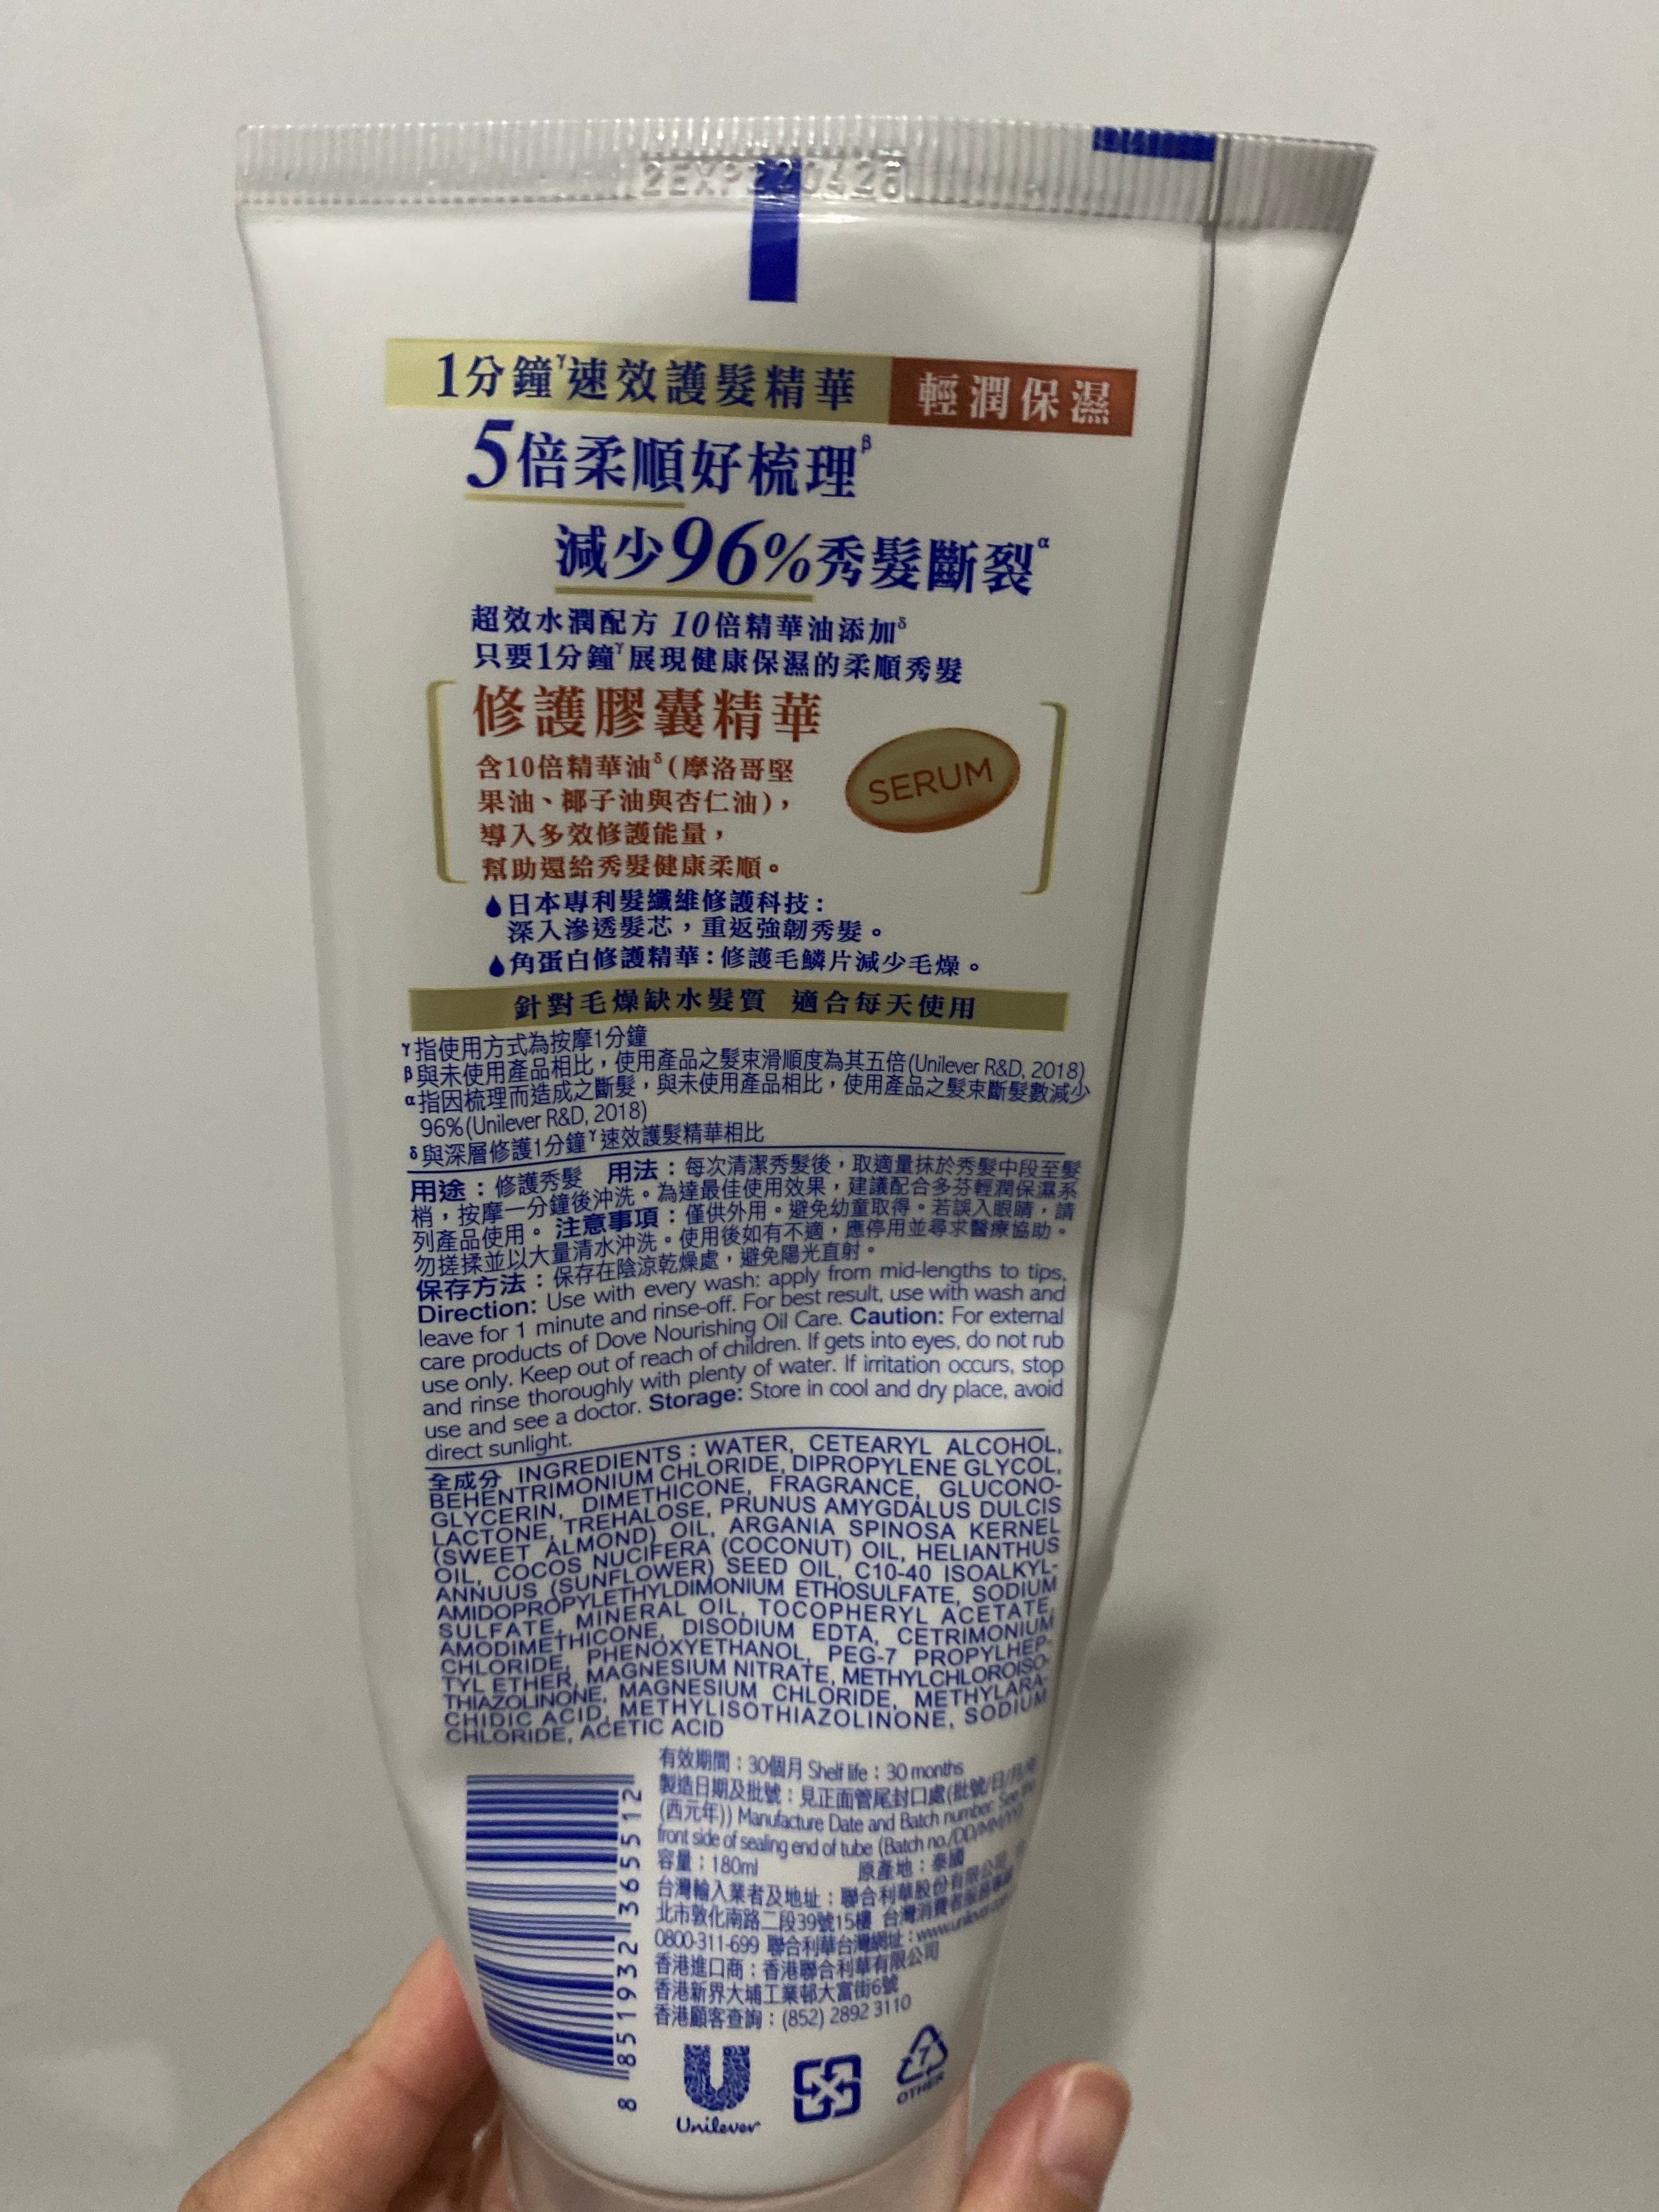 2EXP220426
1分鐘γ速效護髮精華 輕潤保濕
5倍柔順好梳理β
減少96%秀髮斷裂α
超效水潤配方 10倍精華油添加δ
只要1分鐘γ展現健康保濕的柔順秀髮
修護膠囊精華
含10倍精華油δ(摩洛哥堅
果油、椰子油與杏仁油),
導入多效修護能量,
幫助還給秀髮健康柔順。
SERUM
日本專利髮纖維修護科技:
深入滲透髮芯,重返強韌秀髮。
角蛋白修護精華:修護毛鱗片減少毛燥。
針對毛燥缺水髮質 適合每天使用
γ指使用方式為按摩1分鐘
β與未使用產品相比,使用產品之髮束滑順度為其五倍(Unilever R&D, 2018)
α指因梳理而造成之斷髮,與未使用產品相比,使用產品之髮束斷髮數減少
96%(Unilever R&D, 2018)
δ與深層修護1分鐘γ速效護髮精華相比
用途:修護秀髮 用法:每次清潔秀髮後,取適量抹於秀髮中段至髮
梢,按摩一分鐘後沖洗。為達最佳使用效果,建議配合多芬輕潤保濕系
列產品使用。注意事項:僅供外用。避免幼童取得。若誤入眼睛,請
勿搓揉並以大量清水沖洗。使用後如有不適,應停用並尋求醫療協助。
保存方法:保存在陰涼乾燥處,避免陽光直射。
Direction: Use with every wash: apply from mid-lengths to tips,
leave for 1 minute and rinse-off. For best result, use with wash and
care products of Dove Nourishing Oil Care. Caution: For external
use only. Keep out of reach of children. If gets into eyes, do not rub
and rinse thoroughly with plenty of water. If irritation occurs, stop
use and see a doctor. Storage: Store in cool and dry place, avoid
direct sunlight.
全成分 INGREDIENTS : WATER, CETEARYL ALCOHOL,
BEHENTRIMONIUM CHLORIDE, DIPROPYLENE GLYCOL,
GLYCERIN, DIMETHICONE, FRAGRANCE, GLUCONO-
LACTONE, TREHALOSE, PRUNUS AMYGDALUS DULCIS
(SWEET ALMOND) OIL, ARGANIA SPINOSA KERNEL
OIL, COCOS NUCIFERA (COCONUT) OIL, HELIANTHUS
ANNUUS (SUNFLOWER) SEED OIL, C10-40 ISOALKYL-
AMIDOPROPYLETHYLDIMONIUM ETHOSULFATE, SODIUM
SULFATE, MINERAL OIL, TOCOPHERYL ACETATE,
AMODIMETHICONE, DISODIUM EDTA, CETRIMONIUM
CHLORIDE, PHENOXYETHANOL, PEG-7 PROPYLHEP-
TYL ETHER, MAGNESIUM NITRATE, METHYLCHLOROISO-
THIAZOLINONE, MAGNESIUM CHLORIDE, METHYLARA-
CHIDIC ACID, METHYLISOTHIAZOLINONE, SODIUM
CHLORIDE, ACETIC ACID
有效期間:30個月 Shelf life : 30 months
製造日期及批號:見正面管尾封口處(批號/日/月/年
(西元年)) Manufacture Date and Batch number: See the
front side of sealing end of tube (Batch no./DD/MM/YY)
容量:180ml 原產地:泰國
台灣輸入業者及地址:聯合利華股份有限公司
北市敦化南路二段39號15樓 台灣消費者服務專線
0800-311-699 聯合利華台灣網址:www.unilever
香港進口商:香港聯合利華有限公司
香港新界大埔工業邨大富街6號
香港顧客查詢:(852) 2892 3110
8 851932 365512
Unilever
7
OTHER